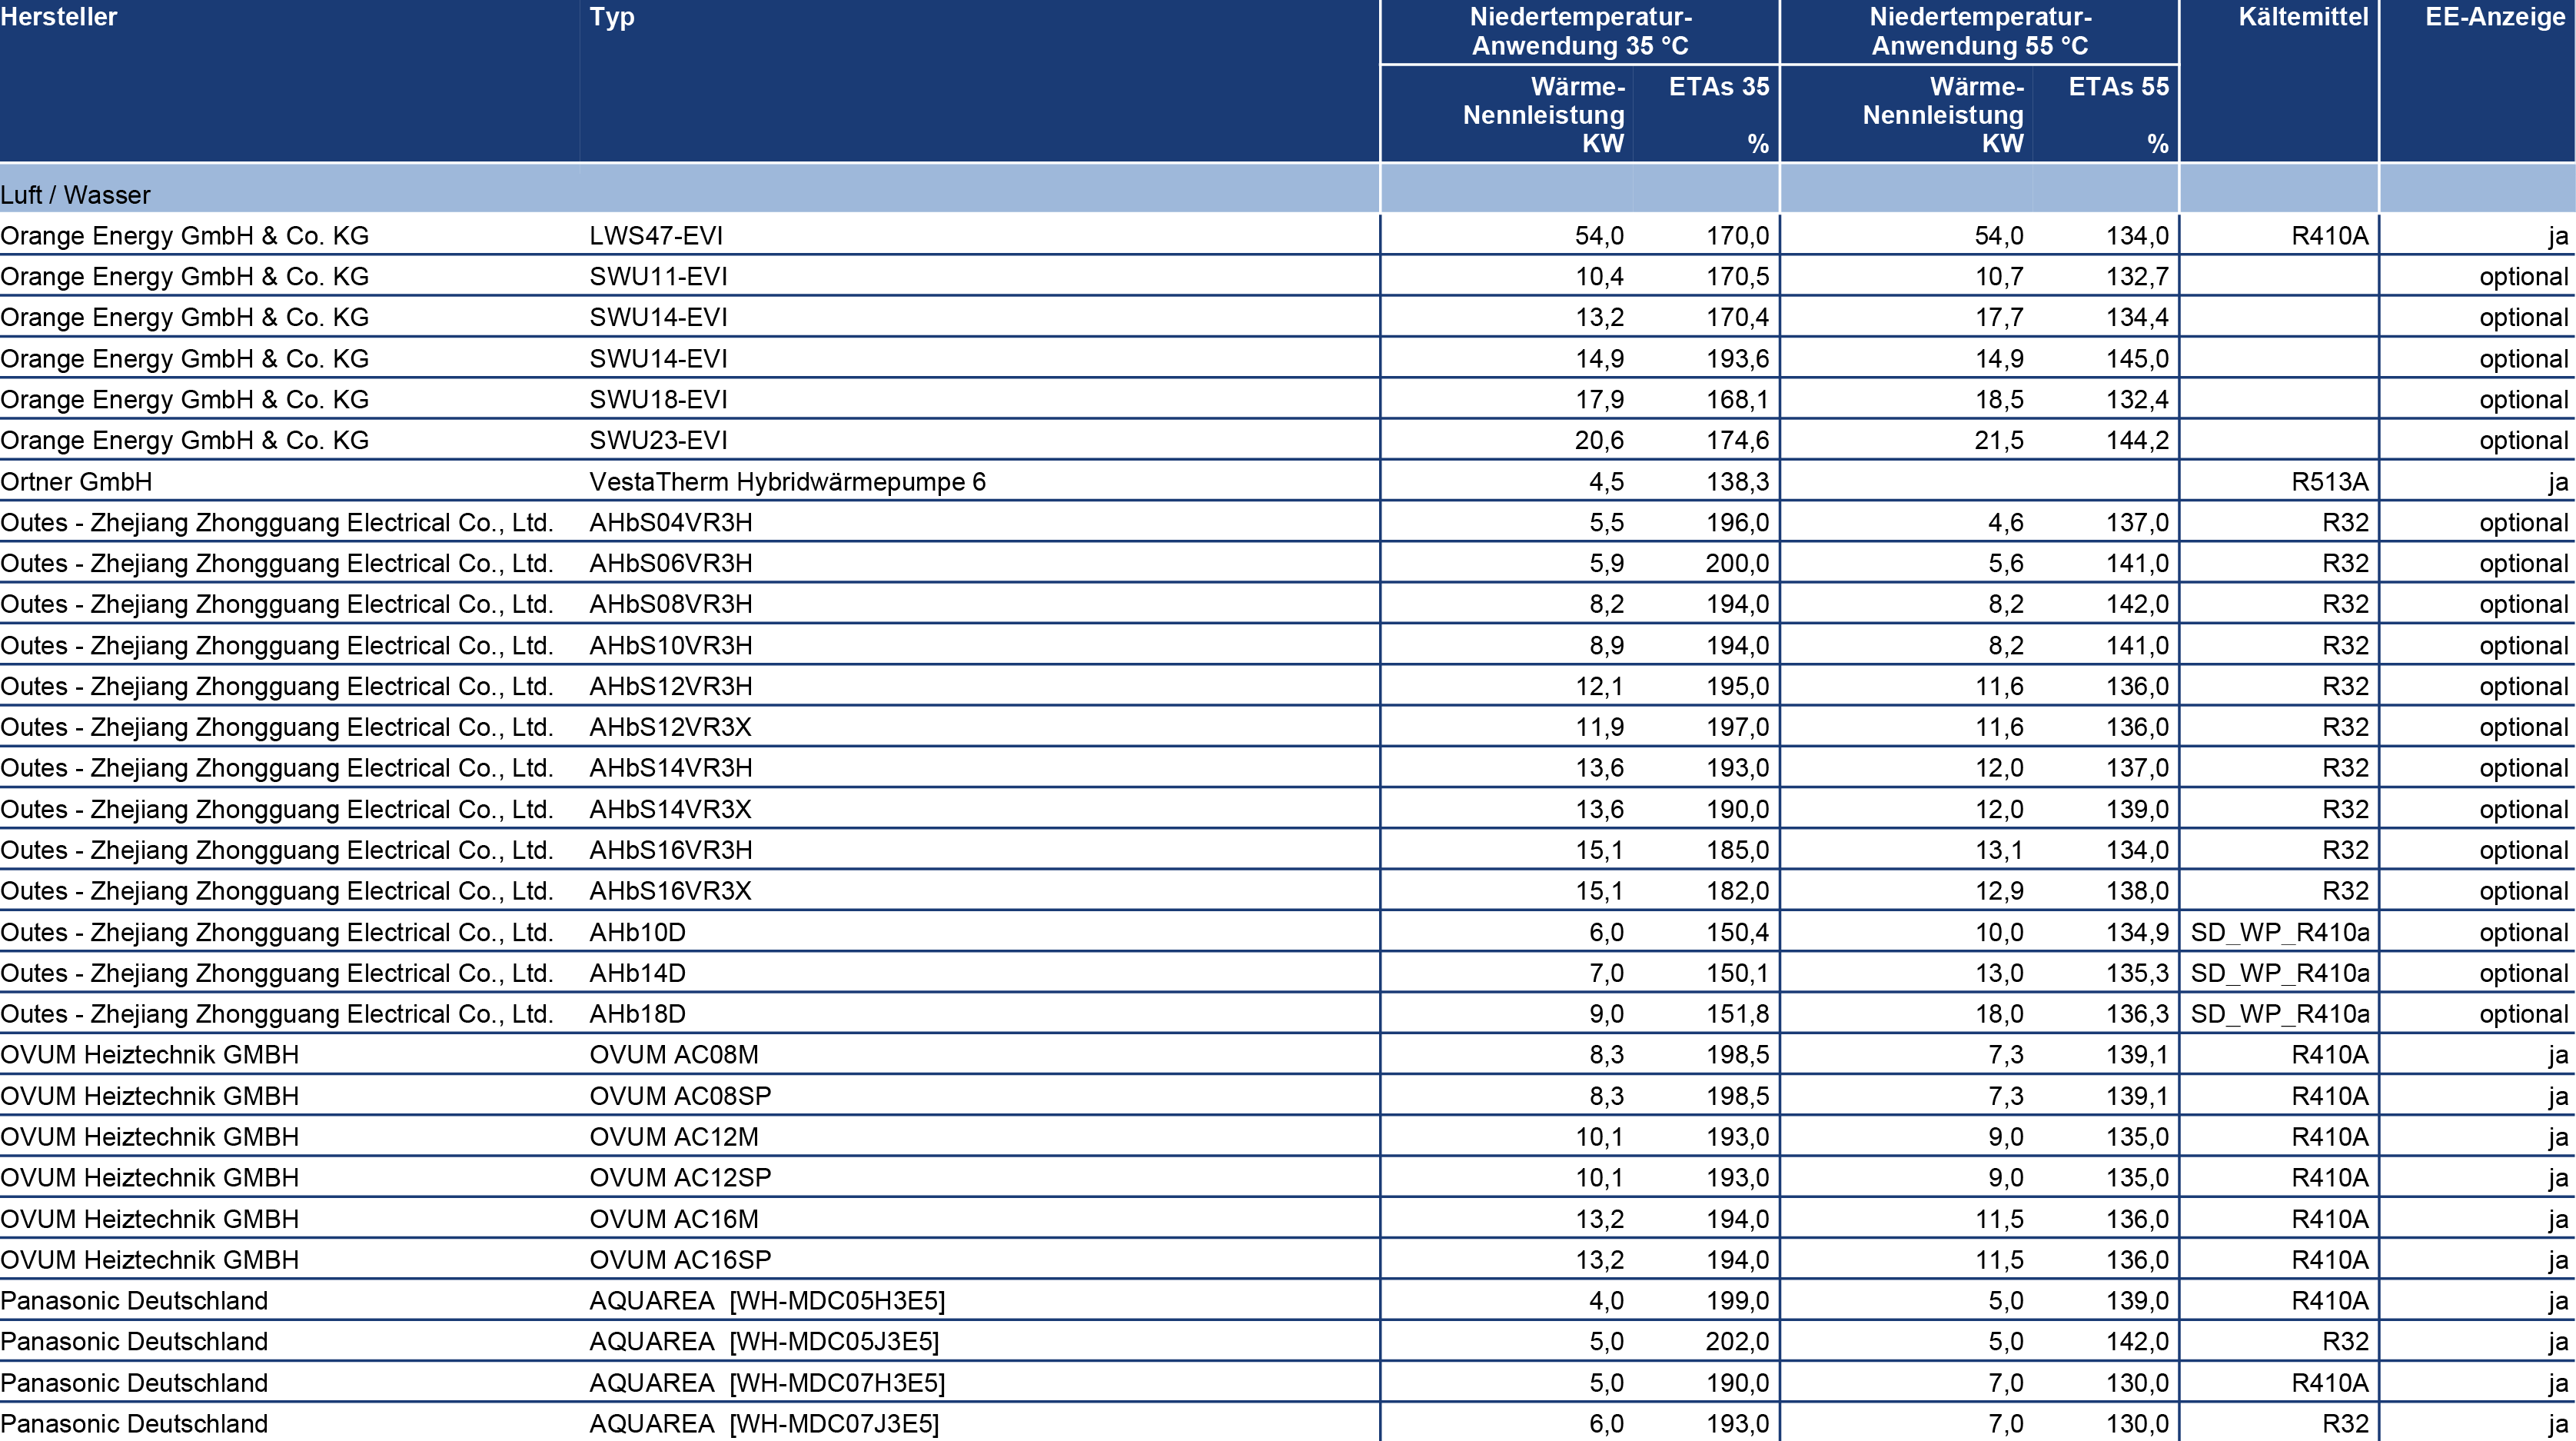 Hersteller Typ Niedertemperatur- Niedertemperatur- Kältemittel EE-Anzeige
Anwendung 35 °C Anwendung 55 °C
Wärme- ETAs 35 Wärme- ETAs 55
Nennleistung Nennleistung
KW % KW %
Luft / Wasser
Orange Energy GmbH & Co. KG LWS47-EVI 54,0 170,0 54,0 134,0 R410A ja
Orange Energy GmbH & Co. KG SWU11-EVI 10,4 170,5 10,7 132,7 optional
Orange Energy GmbH & Co. KG SWU14-EVI 13,2 170,4 17,7 134,4 optional
Orange Energy GmbH & Co. KG SWU14-EVI 14,9 193,6 14,9 145,0 optional
Orange Energy GmbH & Co. KG SWU18-EVI 17,9 168,1 18,5 132,4 optional
Orange Energy GmbH & Co. KG SWU23-EVI 20,6 174,6 21,5 144,2 optional
Ortner GmbH VestaTherm Hybridwärmepumpe 6 4,5 138,3 R513A ja
Outes - Zhejiang Zhongguang Electrical Co., Ltd. AHbS04VR3H 5,5 196,0 4,6 137,0 R32 optional
Outes - Zhejiang Zhongguang Electrical Co., Ltd. AHbS06VR3H 5,9 200,0 5,6 141,0 R32 optional
Outes - Zhejiang Zhongguang Electrical Co., Ltd. AHbS08VR3H 8,2 194,0 8,2 142,0 R32 optional
Outes - Zhejiang Zhongguang Electrical Co., Ltd. AHbS10VR3H 8,9 194,0 8,2 141,0 R32 optional
Outes - Zhejiang Zhongguang Electrical Co., Ltd. AHbS12VR3H 12,1 195,0 11,6 136,0 R32 optional
Outes - Zhejiang Zhongguang Electrical Co., Ltd. AHbS12VR3X 11,9 197,0 11,6 136,0 R32 optional
Outes - Zhejiang Zhongguang Electrical Co., Ltd. AHbS14VR3H 13,6 193,0 12,0 137,0 R32 optional
Outes - Zhejiang Zhongguang Electrical Co., Ltd. AHbS14VR3X 13,6 190,0 12,0 139,0 R32 optional
Outes - Zhejiang Zhongguang Electrical Co., Ltd. AHbS16VR3H 15,1 185,0 13,1 134,0 R32 optional
Outes - Zhejiang Zhongguang Electrical Co., Ltd. AHbS16VR3X 15,1 182,0 12,9 138,0 R32 optional
Outes - Zhejiang Zhongguang Electrical Co., Ltd. AHb10D 6,0 150,4 10,0 134,9 SD_WP_R410a optional
Outes - Zhejiang Zhongguang Electrical Co., Ltd. AHb14D 7,0 150,1 13,0 135,3 SD_WP_R410a optional
Outes - Zhejiang Zhongguang Electrical Co., Ltd. AHb18D 9,0 151,8 18,0 136,3 SD_WP_R410a optional
OVUM Heiztechnik GMBH OVUM AC08M 8,3 198,5 7,3 139,1 R410A ja
OVUM Heiztechnik GMBH OVUM AC08SP 8,3 198,5 7,3 139,1 R410A ja
OVUM Heiztechnik GMBH OVUM AC12M 10,1 193,0 9,0 135,0 R410A ja
OVUM Heiztechnik GMBH OVUM AC12SP 10,1 193,0 9,0 135,0 R410A ja
OVUM Heiztechnik GMBH OVUM AC16M 13,2 194,0 11,5 136,0 R410A ja
OVUM Heiztechnik GMBH OVUM AC16SP 13,2 194,0 11,5 136,0 R410A ja
Panasonic Deutschland AQUAREA [WH-MDC05H3E5] 4,0 199,0 5,0 139,0 R410A ja
Panasonic Deutschland AQUAREA [WH-MDC05J3E5] 5,0 202,0 5,0 142,0 R32 ja
Panasonic Deutschland AQUAREA [WH-MDC07H3E5] 5,0 190,0 7,0 130,0 R410A ja
Panasonic Deutschland AQUAREA [WH-MDC07J3E5] 6,0 193,0 7,0 130,0 R32 ja